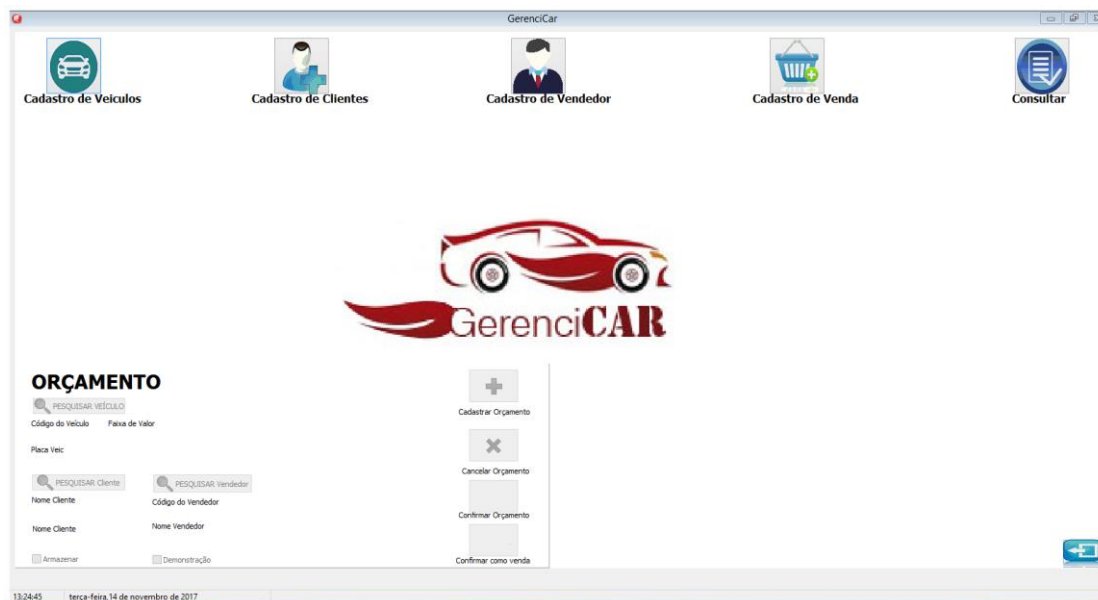 GerenciCar
Cadastro de Veiculos
Cadastro de Clientes
Cadastro de Vendedor
Cadastro de Venda
Consultar
GerenciCAR
ORÇAMENTO
PESQUISAR VEÍCULO
Código do Veículo Faixa de Valor
Placa Veic
PESQUISAR Cliente
PESQUISAR Vendedor
Nome Cliente
Código do Vendedor
Nome Cliente
Nome Vendedor
Armazenar
Demonstração
Cadastrar Orçamento
Cancelar Orçamento
Confirmar Orçamento
Confirmar como venda
13:24:45 terça-feira,14 de novembro de 2017